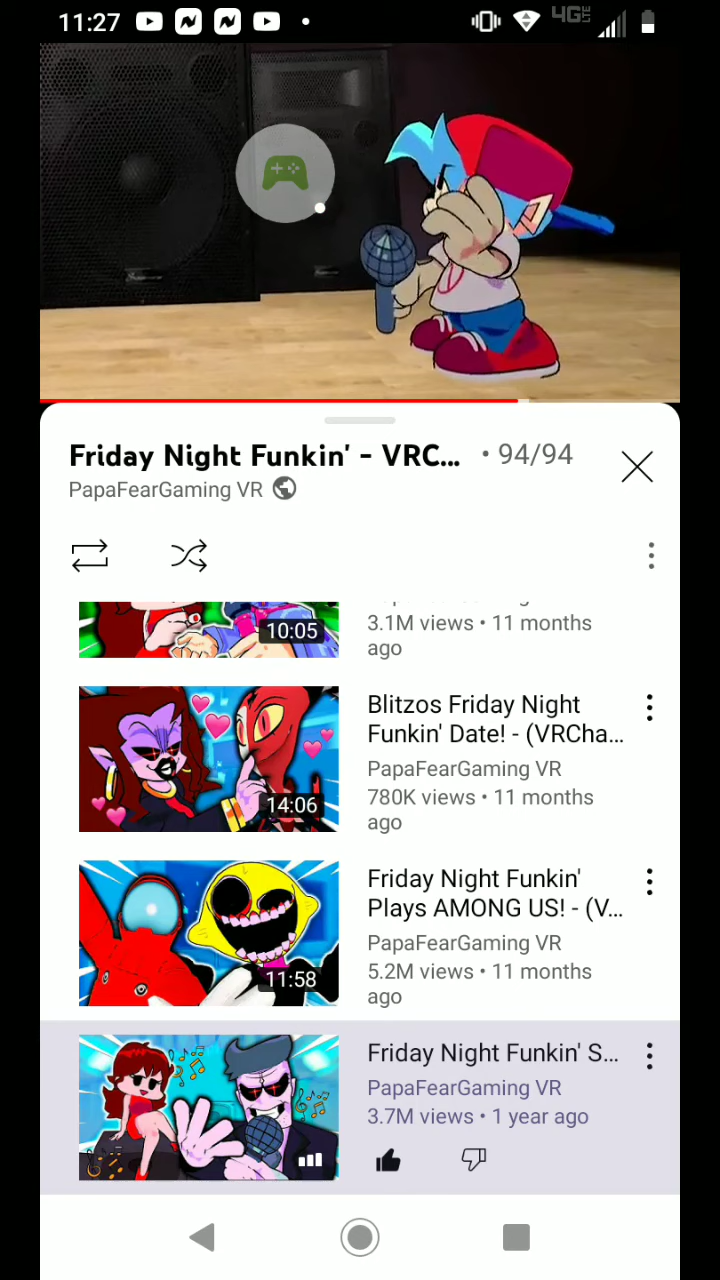 11:27
4G LTE
Friday Night Funkin' - VRC... • 94/94
PapaFearGaming VR
10:05
3.1M views • 11 months
ago
Blitzos Friday Night
Funkin' Date! - (VRCha...
PapaFearGaming VR
780K views • 11 months
ago
14:06
Friday Night Funkin'
Plays AMONG US! - (V...
PapaFearGaming VR
5.2M views • 11 months
ago
11:58
Friday Night Funkin' S...
PapaFearGaming VR
3.7M views • 1 year ago